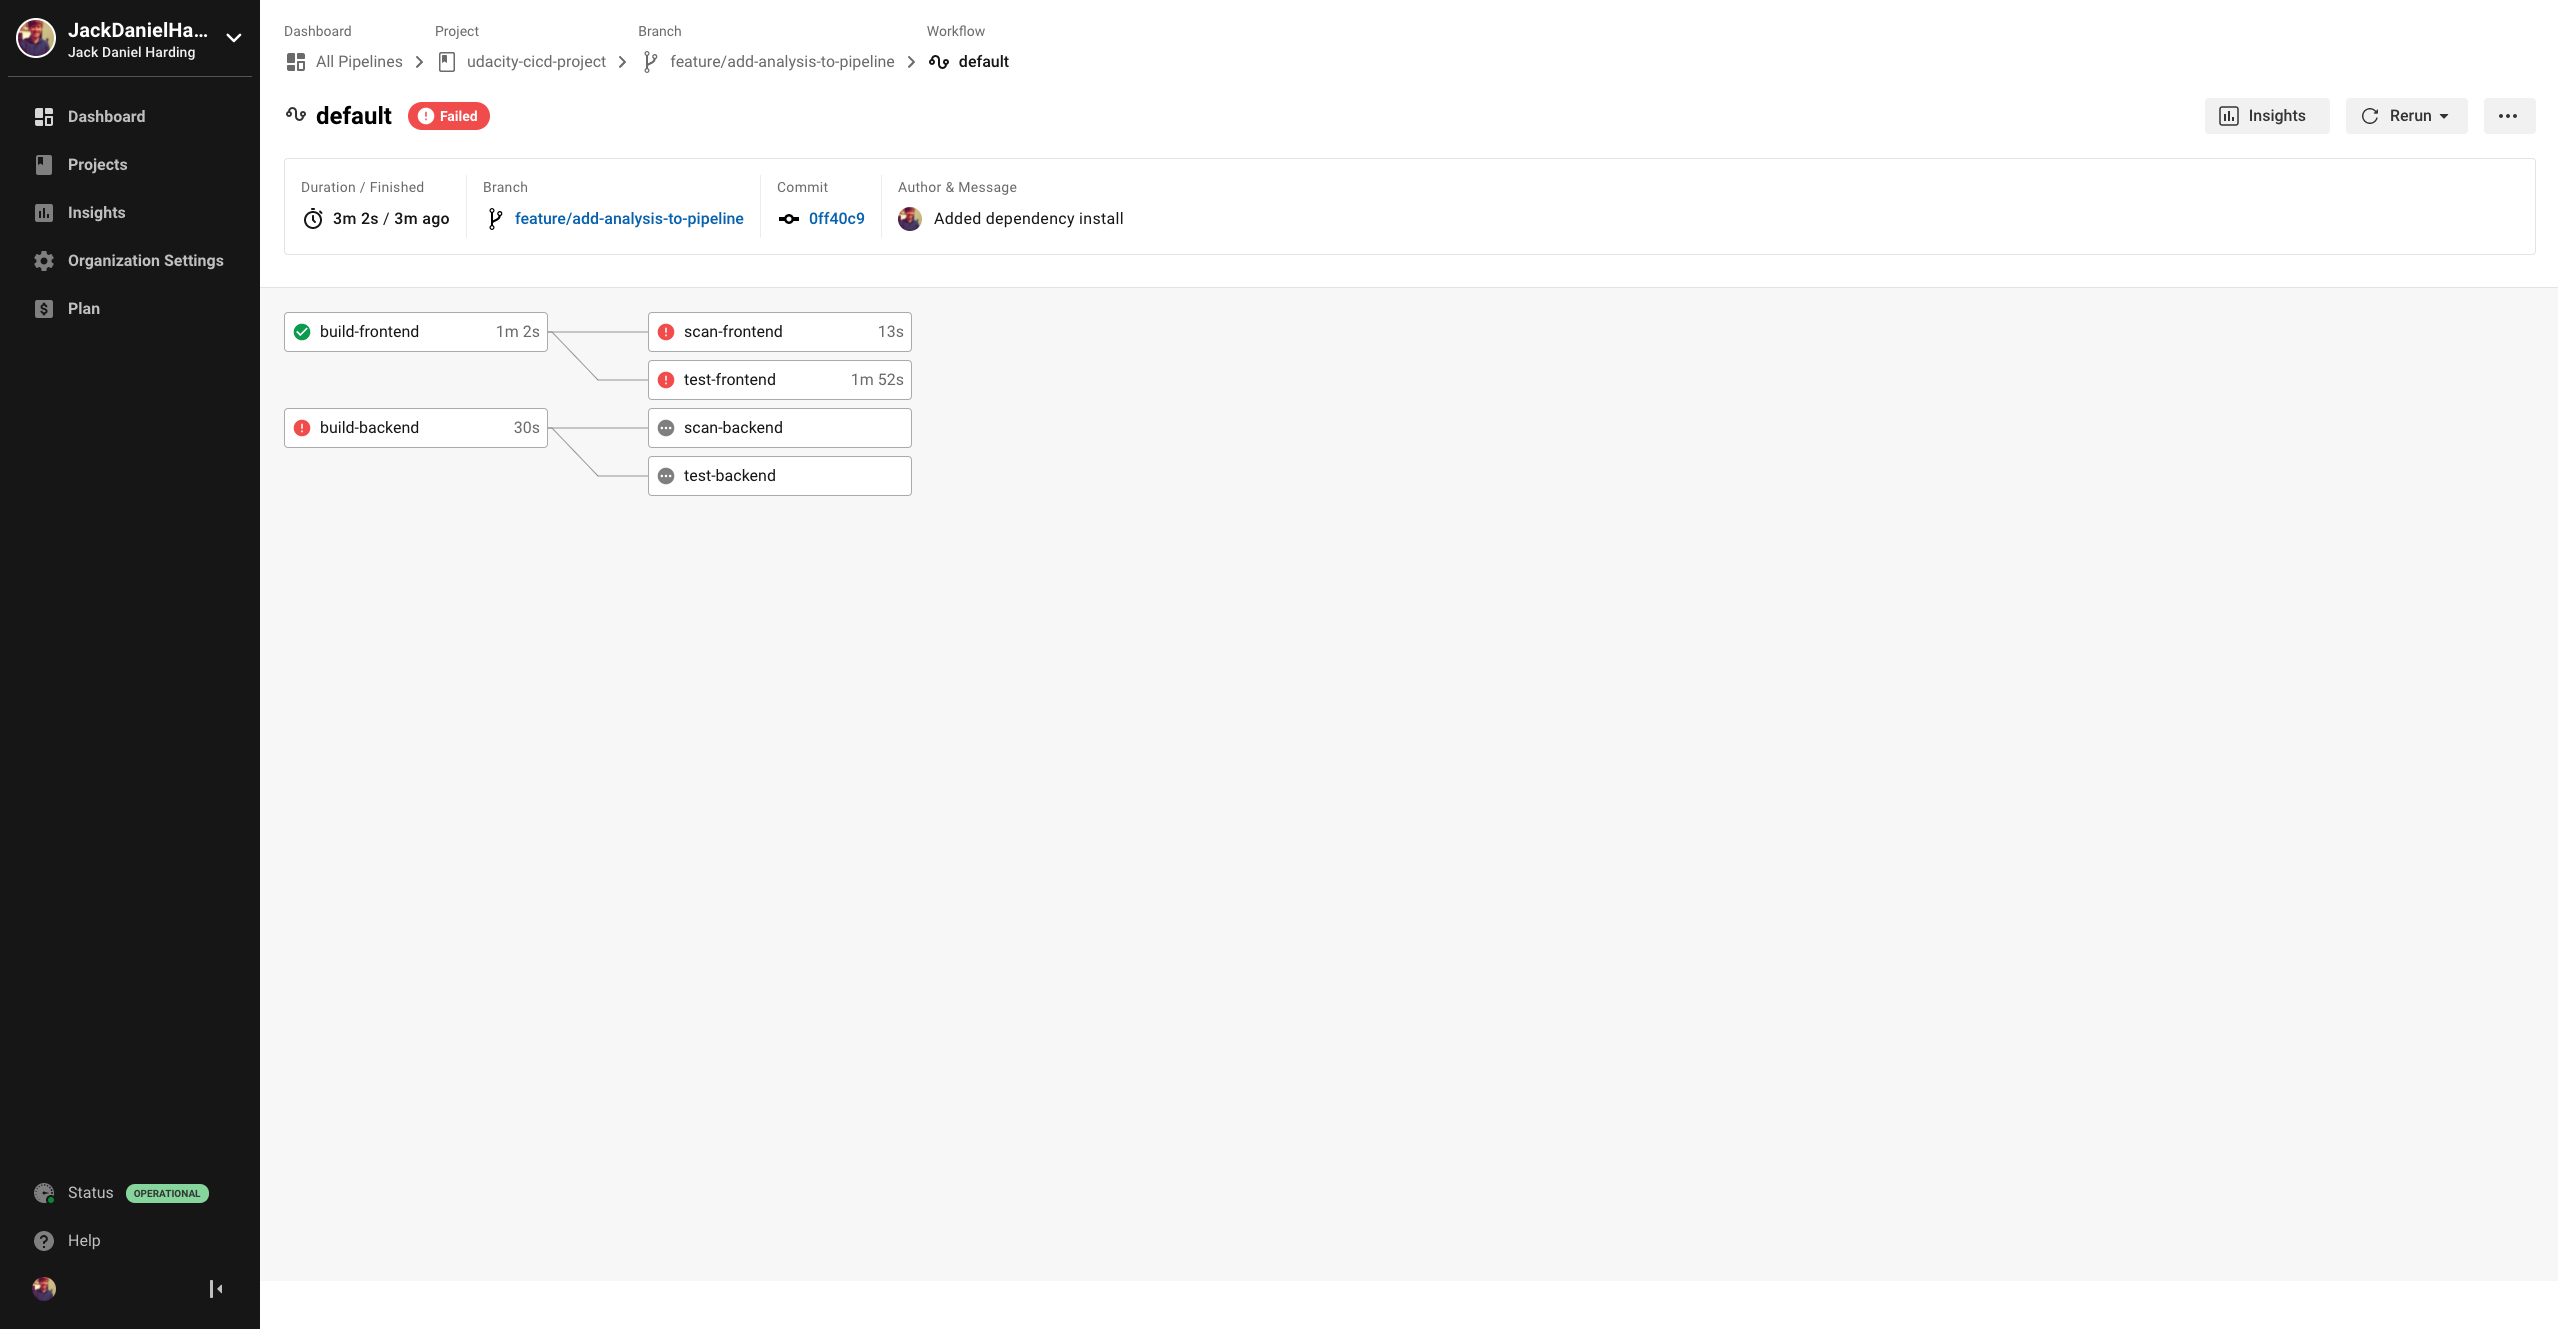 JackDanielHa...
Jack Daniel Harding
Dashboard
Projects
Insights
Organization Settings
Plan
Status OPERATIONAL
Help
Dashboard Project Branch Workflow
All Pipelines udacity-cicd-project feature/add-analysis-to-pipeline default
default Failed
Insights Rerun
Duration / Finished Branch Commit Author & Message
3m 2s / 3m ago feature/add-analysis-to-pipeline 0ff40c9 Added dependency install
build-frontend 1m 2s scan-frontend 13s
test-frontend 1m 52s
build-backend 30s scan-backend
test-backend